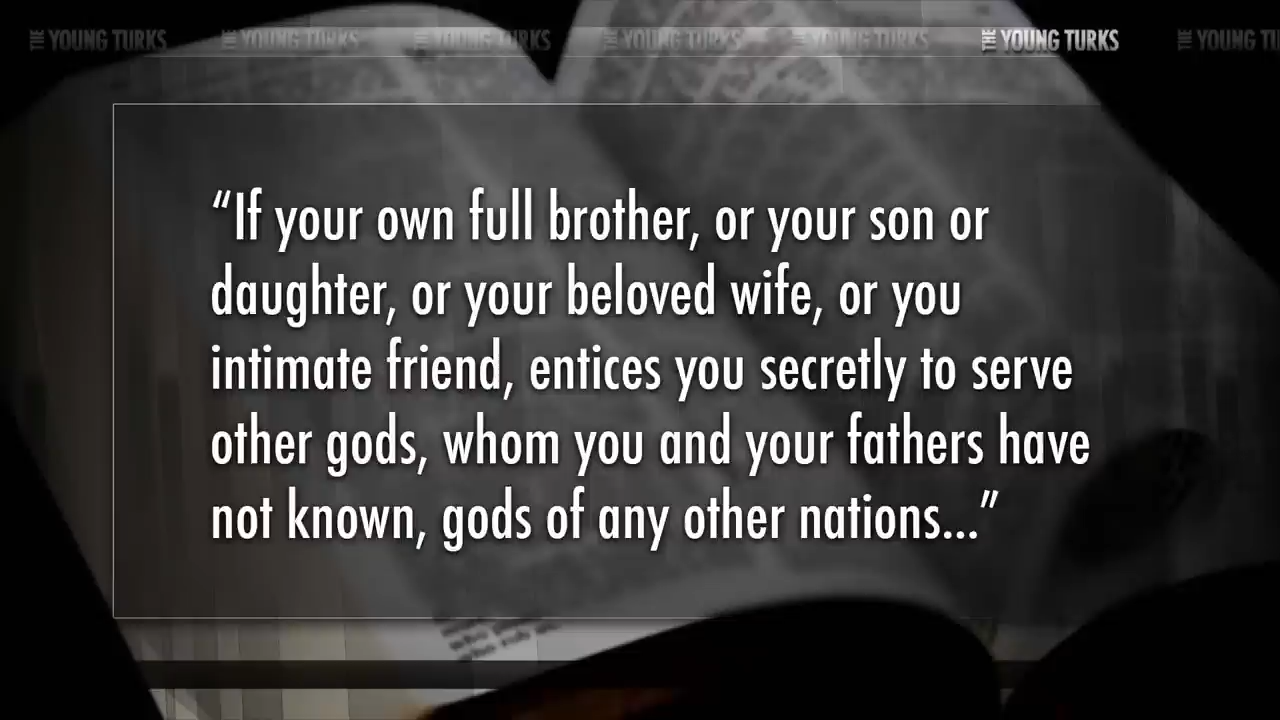 THE YOUNG TURKS THE YOUNG TURKS THE YOUNG TURKS THE YOUNG TURKS THE YOUNG TURKS THE YOUNG TURKS THE YOUNG TU
“If your own full brother, or your son or
daughter, or your beloved wife, or you
intimate friend, entices you secretly to serve
other gods, whom you and your fathers have
not known, gods of any other nations...”